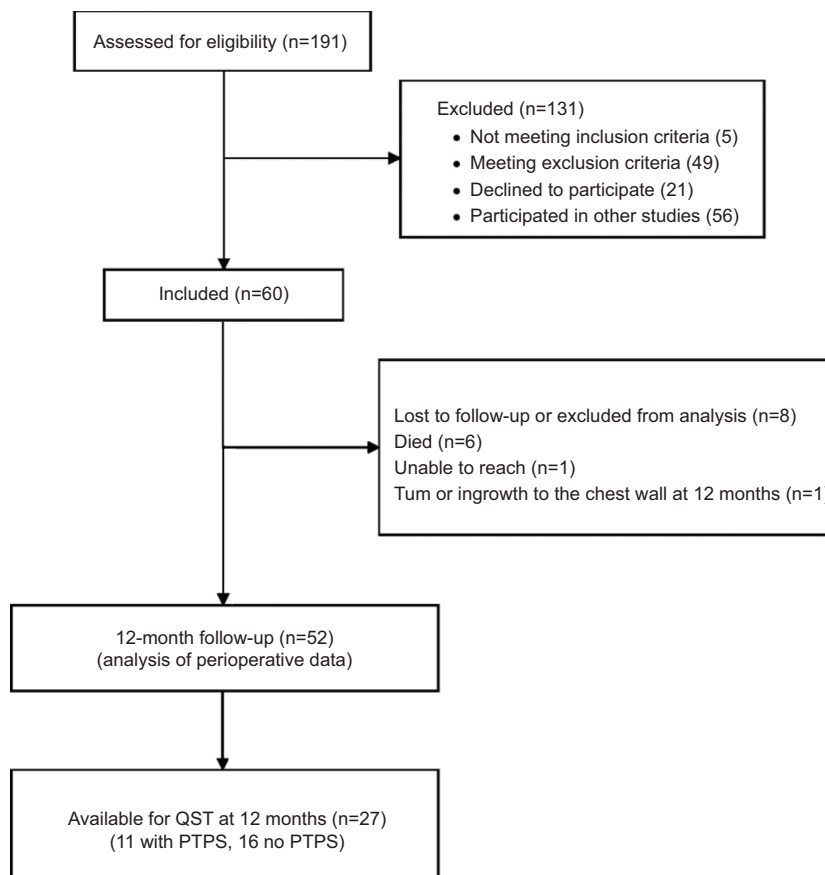 Assessed for eligibility (n=191)
Excluded (n=131)
• Not meeting inclusion criteria (5)
• Meeting exclusion criteria (49)
• Declined to participate (21)
• Participated in other studies (56)
Included (n=60)
Lost to follow-up or excluded from analysis (n=8)
Died (n=6)
Unable to reach (n=1)
Tum or ingrowth to the chest wall at 12 months (n=1)
12-month follow-up (n=52)
(analysis of perioperative data)
Available for QST at 12 months (n=27)
(11 with PTPS, 16 no PTPS)